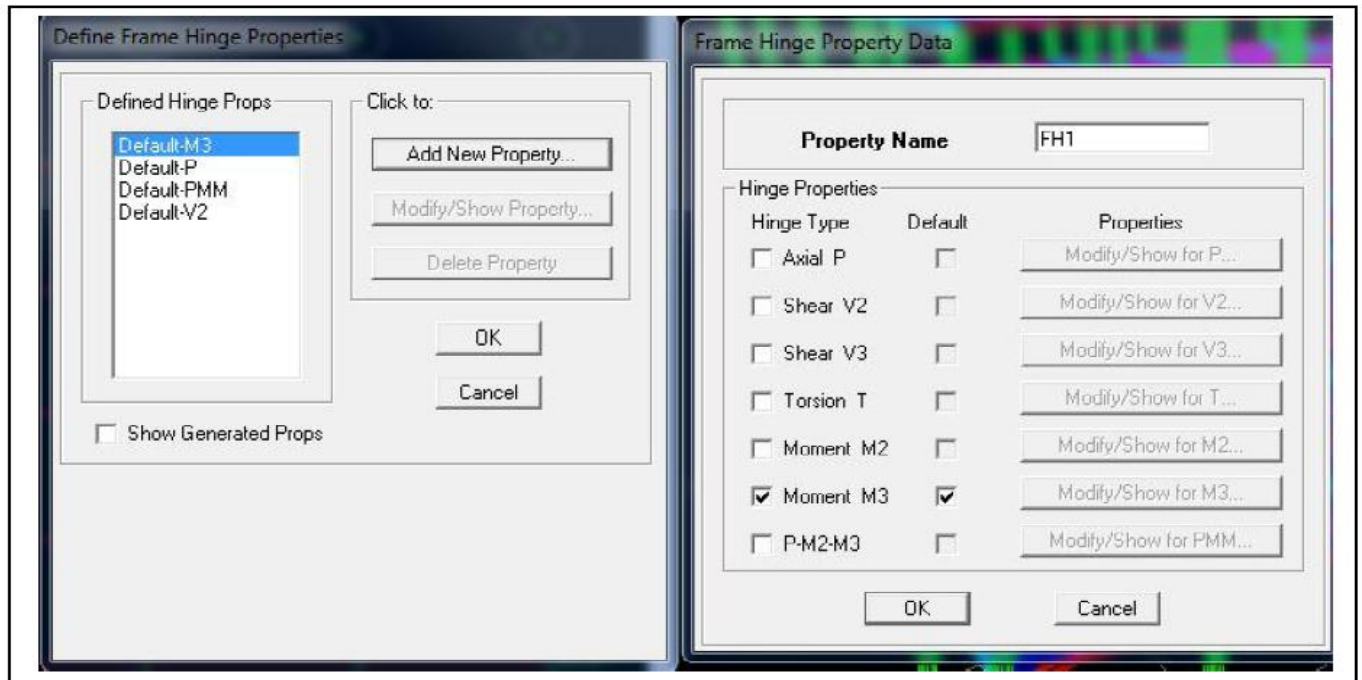 Define Frame Hinge Properties
Defined Hinge Props
Default-M3
Default-P
Default-PMM
Default-V2
Click to:
Add New Property...
Modify/Show Property...
Delete Property
OK
Cancel
Show Generated Props
Frame Hinge Property Data
Property Name FH1
Hinge Properties
Hinge Type Default Properties
Axial P Modify/Show for P...
Shear V2 Modify/Show for V2...
Shear V3 Modify/Show for V3...
Torsion T Modify/Show for T...
Moment M2 Modify/Show for M2...
Moment M3 Modify/Show for M3...
P-M2-M3 Modify/Show for PMM...
OK Cancel